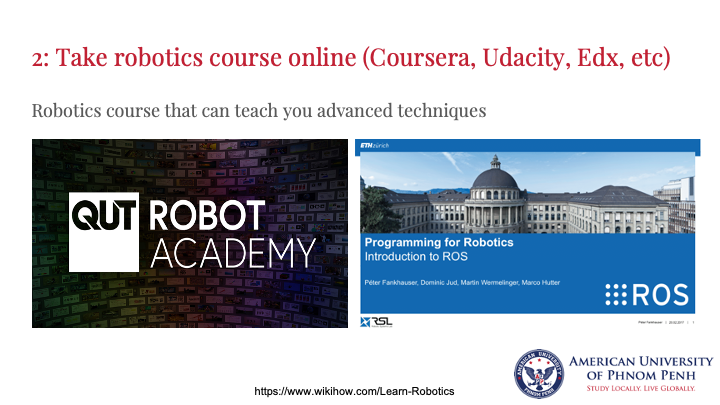 2: Take robotics course online (Coursera, Udacity, Edx, etc)
Robotics course that can teach you advanced techniques
QUT ROBOT
ACADEMY
ETH zürich
Programming for Robotics
Introduction to ROS
Péter Fankhauser, Dominic Jud, Martin Wermelinger, Marco Hutter
ROS
RSL
Péter Fankhauser | 20.02.2017 | 1
AMERICAN UNIVERSITY
OF PHNOM PENH
STUDY LOCALLY. LIVE GLOBALLY.
https://www.wikihow.com/Learn-Robotics